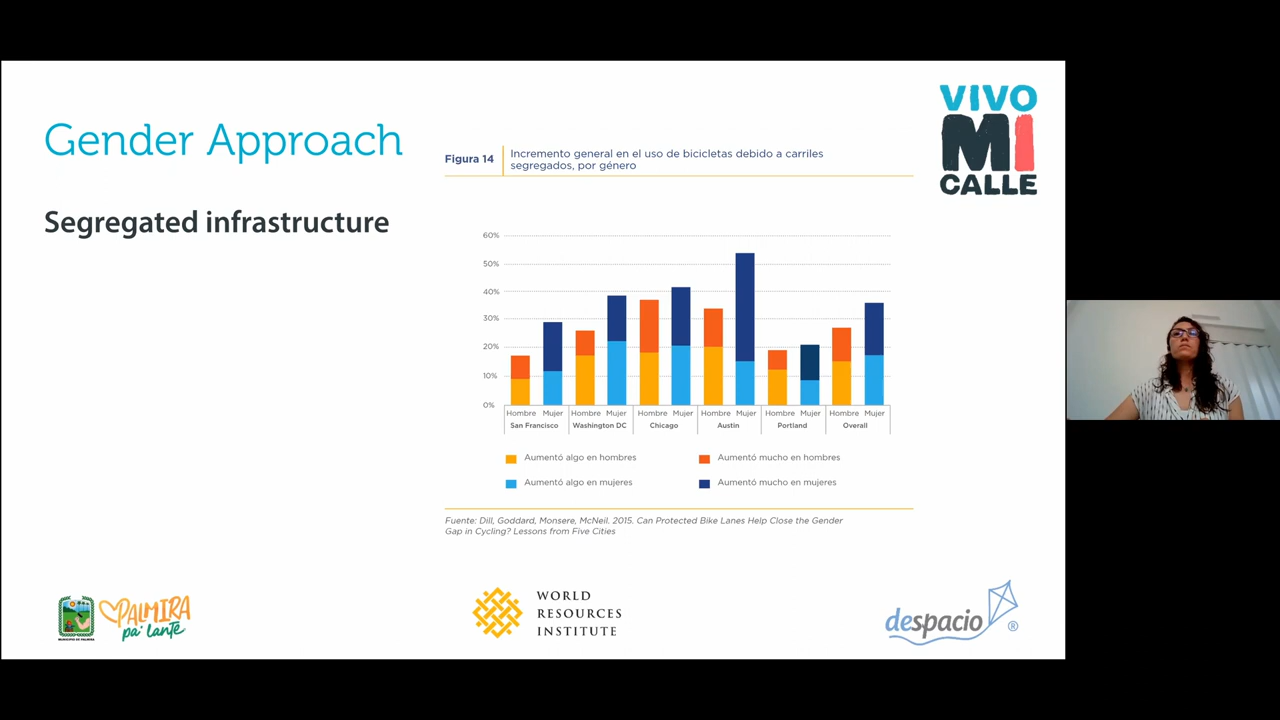 Gender Approach
Segregated infrastructure
VIVO
MI
CALLE
Figura 14
Incremento general en el uso de bicicletas debido a carriles
segregados, por género
60%
50%
40%
30%
20%
10%
0%
Hombre Mujer Hombre Mujer Hombre Mujer Hombre Mujer Hombre Mujer Hombre Mujer
San Francisco Washington DC Chicago Austin Portland Overall
Aumentó algo en hombres Aumentó mucho en hombres
Aumentó algo en mujeres Aumentó mucho en mujeres
Fuente: Dill, Goddard, Monsere, McNeil. 2015. Can Protected Bike Lanes Help Close the Gender
Gap in Cycling? Lessons from Five Cities
MUNICIPIO DE PALMIRA
PALMIRA
pa' lante
WORLD
RESOURCES
INSTITUTE
despacio ®